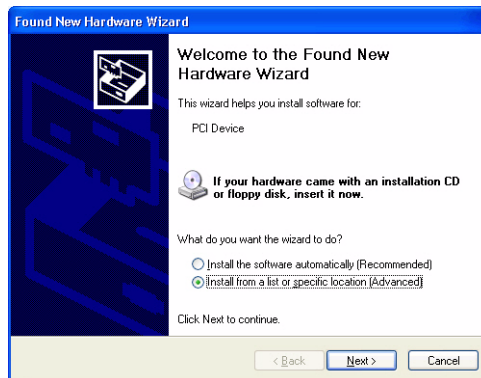 Found New Hardware Wizard
Welcome to the Found New
Hardware Wizard
This wizard helps you install software for:
PCI Device
If your hardware came with an installation CD
or floppy disk, insert it now.
What do you want the wizard to do?
Install the software automatically (Recommended)
Install from a list or specific location (Advanced)
Click Next to continue.
< Back
Next >
Cancel